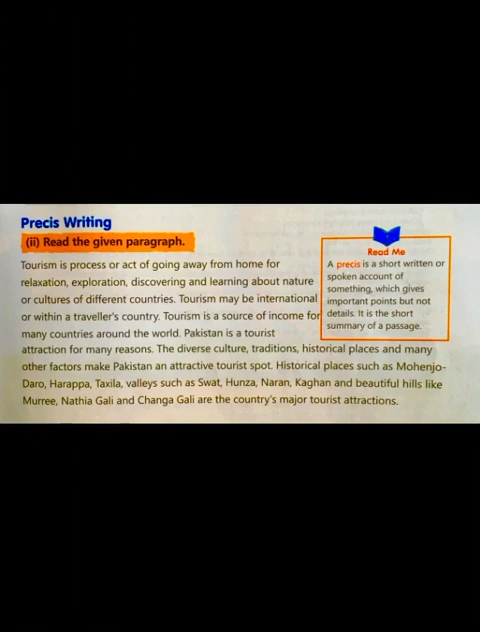 Precis Writing
(ii) Read the given paragraph.
Tourism is process or act of going away from home for
relaxation, exploration, discovering and learning about nature
or cultures of different countries. Tourism may be international
or within a traveller's country. Tourism is a source of income for
many countries around the world. Pakistan is a tourist
attraction for many reasons. The diverse culture, traditions, historical places and many
other factors make Pakistan an attractive tourist spot. Historical places such as Mohenjo-
Daro, Harappa, Taxila, valleys such as Swat, Hunza, Naran, Kaghan and beautiful hills like
Murree, Nathia Gali and Changa Gali are the country's major tourist attractions.
Read Me
A precis is a short written or
spoken account of
something, which gives
important points but not
details. It is the short
summary of a passage.